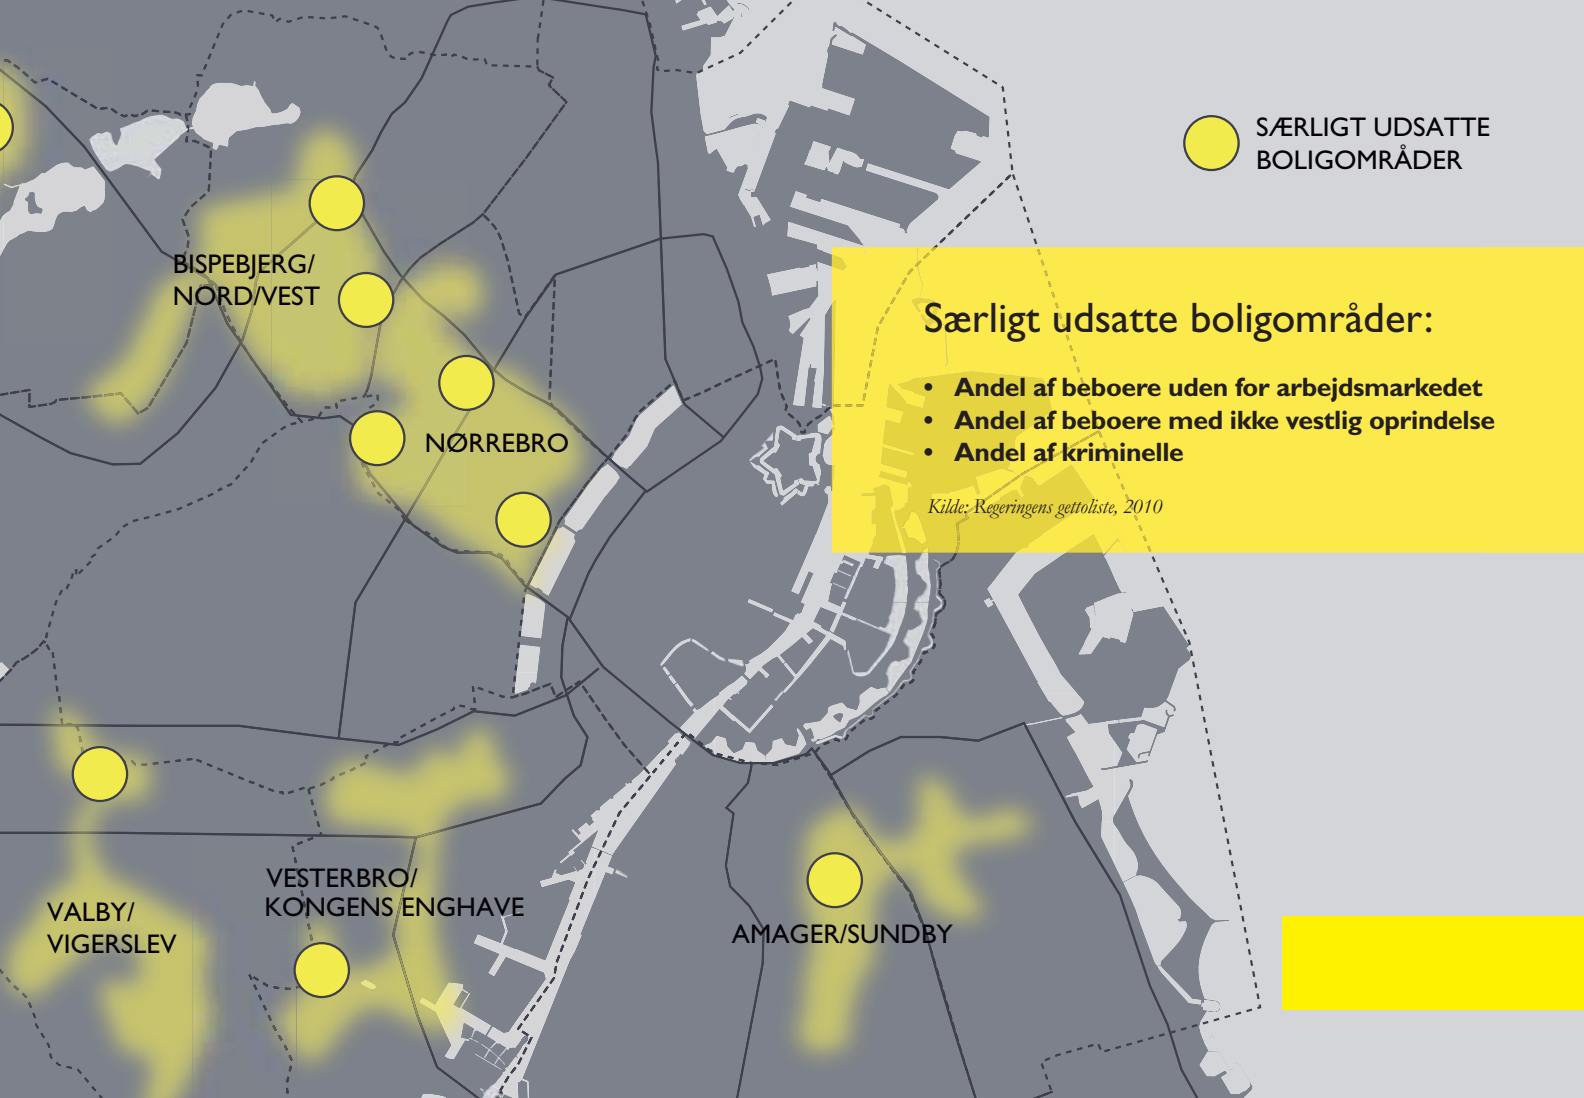 SÆRLIGT UDSATTE
BOLIGOMRÅDER
BISPEBJERG/
NORD/VEST
Særligt udsatte boligområder:
• Andel af beboere uden for arbejdsmarkedet
• Andel af beboere med ikke vestlig oprindelse
• Andel af kriminelle
Kilde: Regeringens gettoliste, 2010
NØRREBRO
VESTERBRO/
KONGENS ENGHAVE
VALBY/
VIGERSLEV
AMAGER/SUNDBY